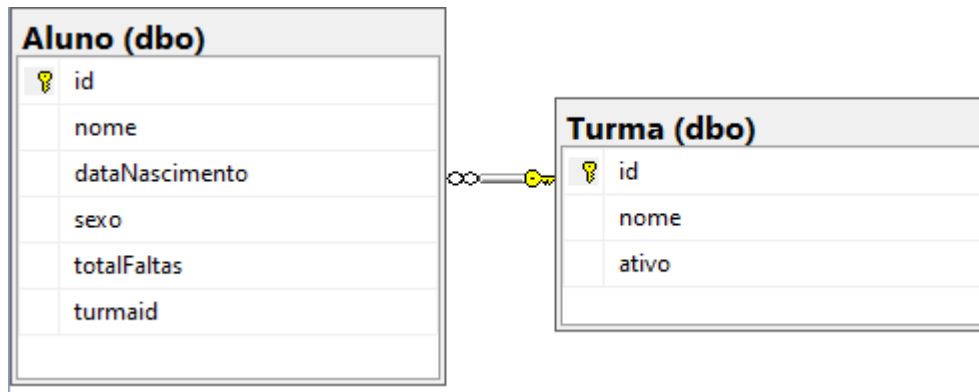 Aluno (dbo)
id
nome
dataNascimento
sexo
totalFaltas
turmaid
Turma (dbo)
id
nome
ativo